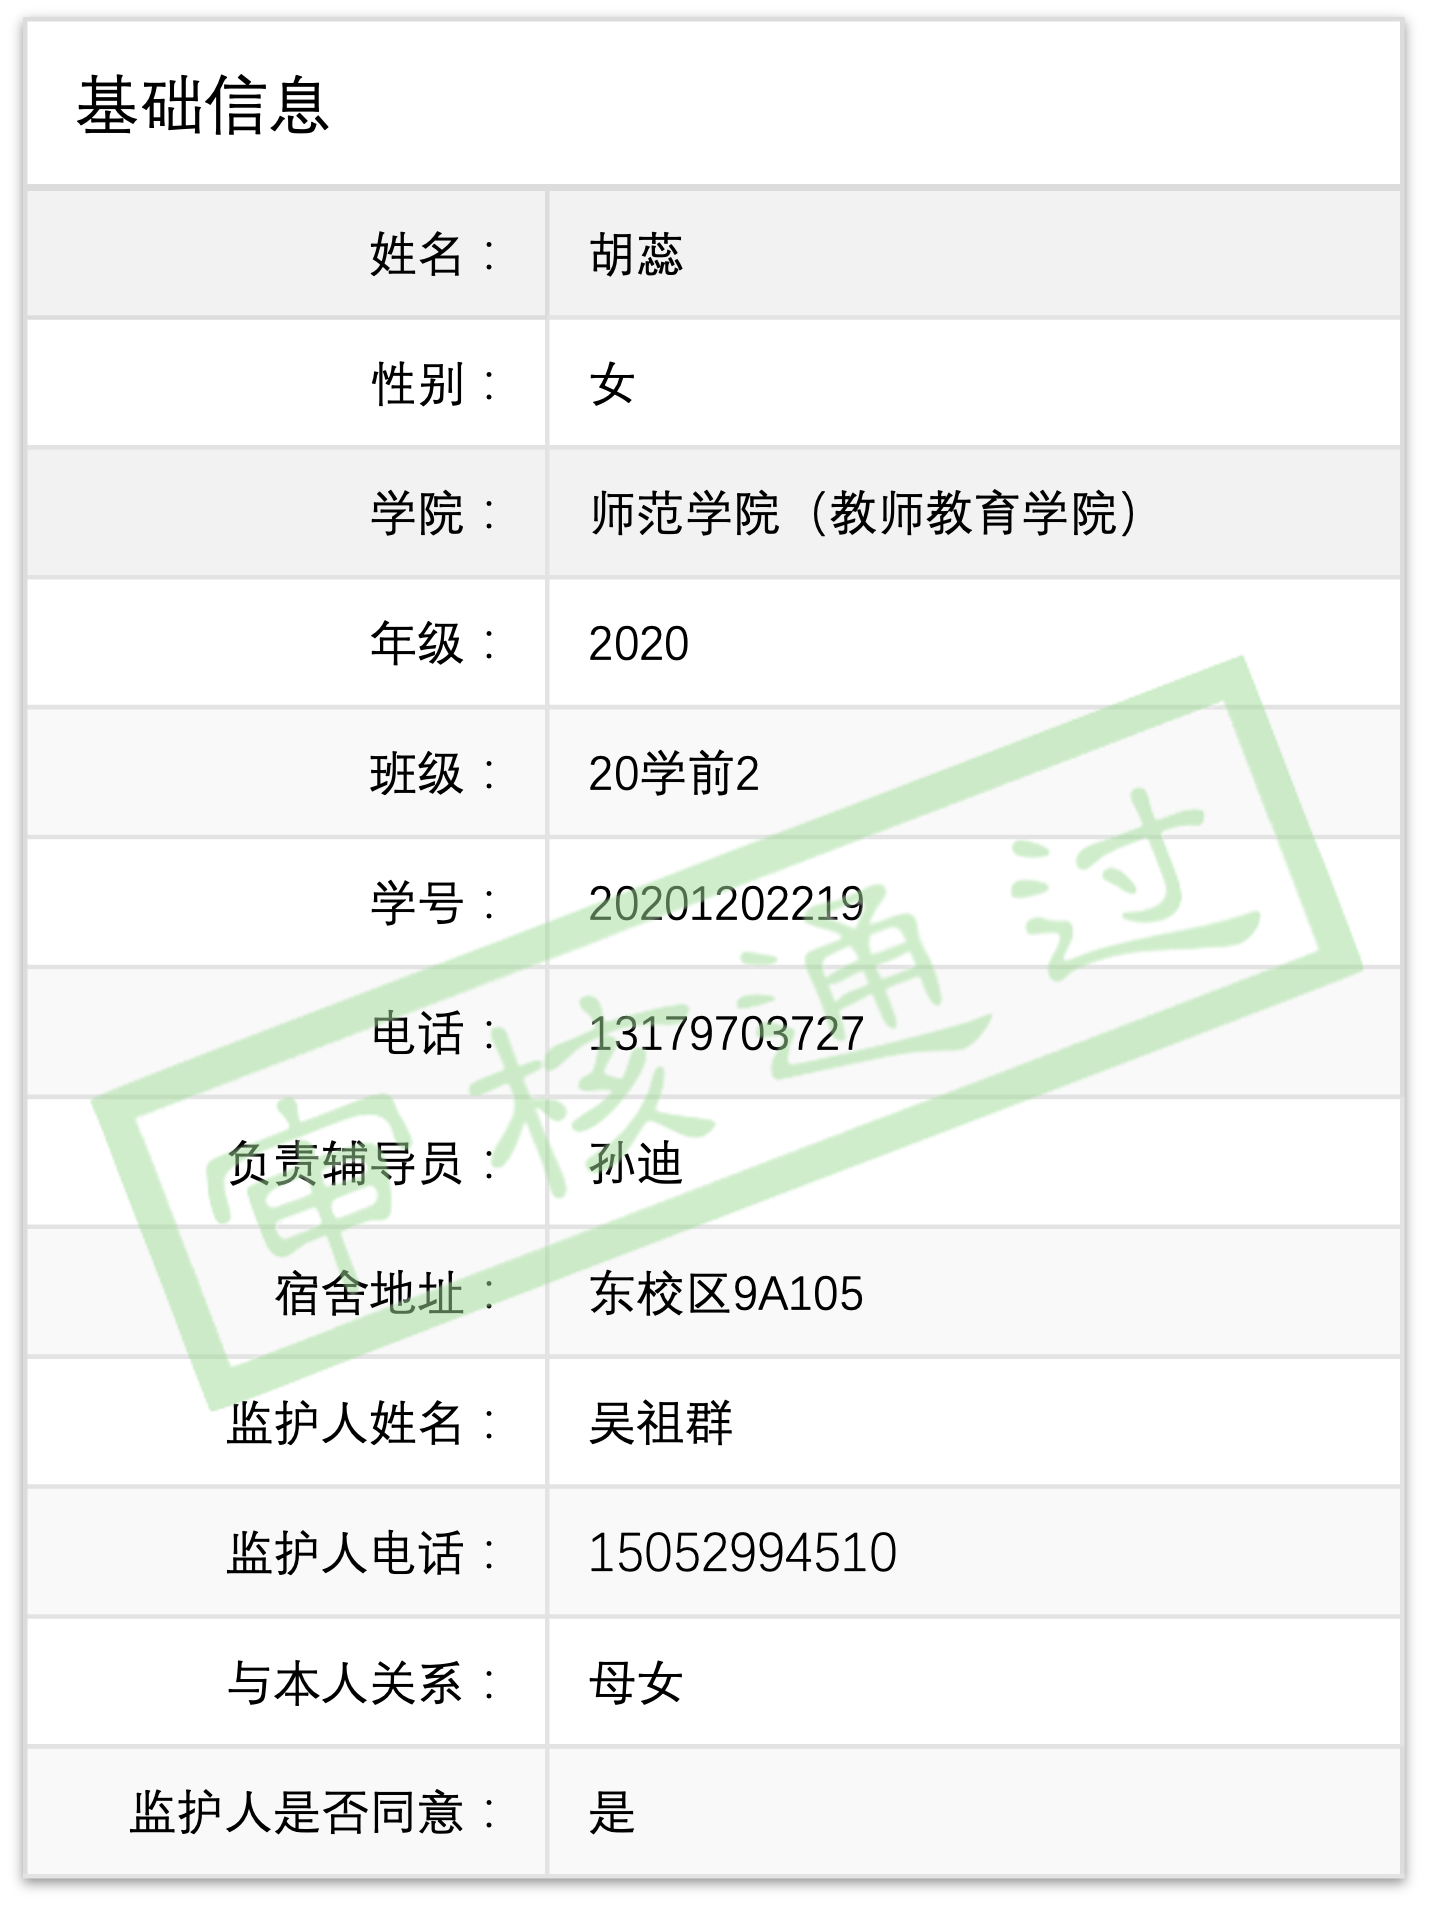 基础信息
姓名： 胡蕊
性别： 女
学院： 师范学院（教师教育学院）
年级： 2020
班级： 20学前2
学号： 20201202219
电话： 13179703727
负责辅导员： 孙迪
宿舍地址： 东校区9A105
监护人姓名： 吴祖群
监护人电话： 15052994510
与本人关系： 母女
监护人是否同意： 是
审核通过